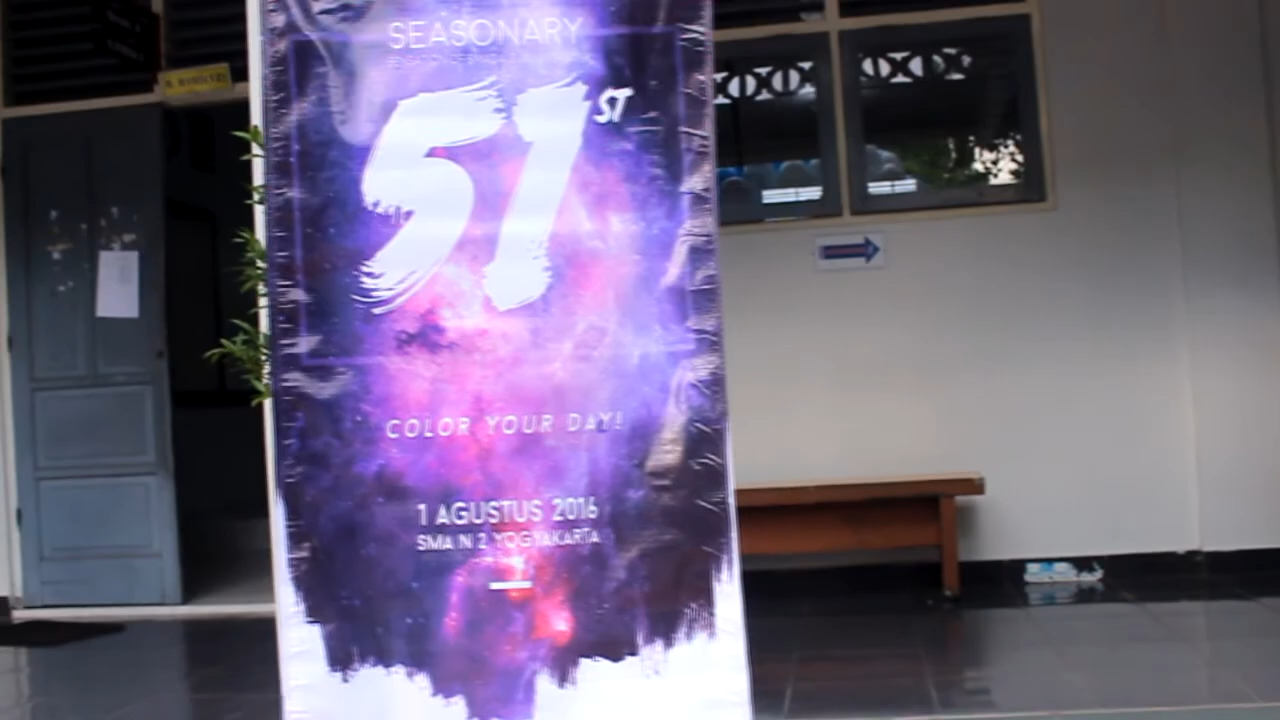 SEASONARY
51ST
COLOR YOUR DAY!
1 AGUSTUS 2016
SMA N 2 YOGYAKARTA